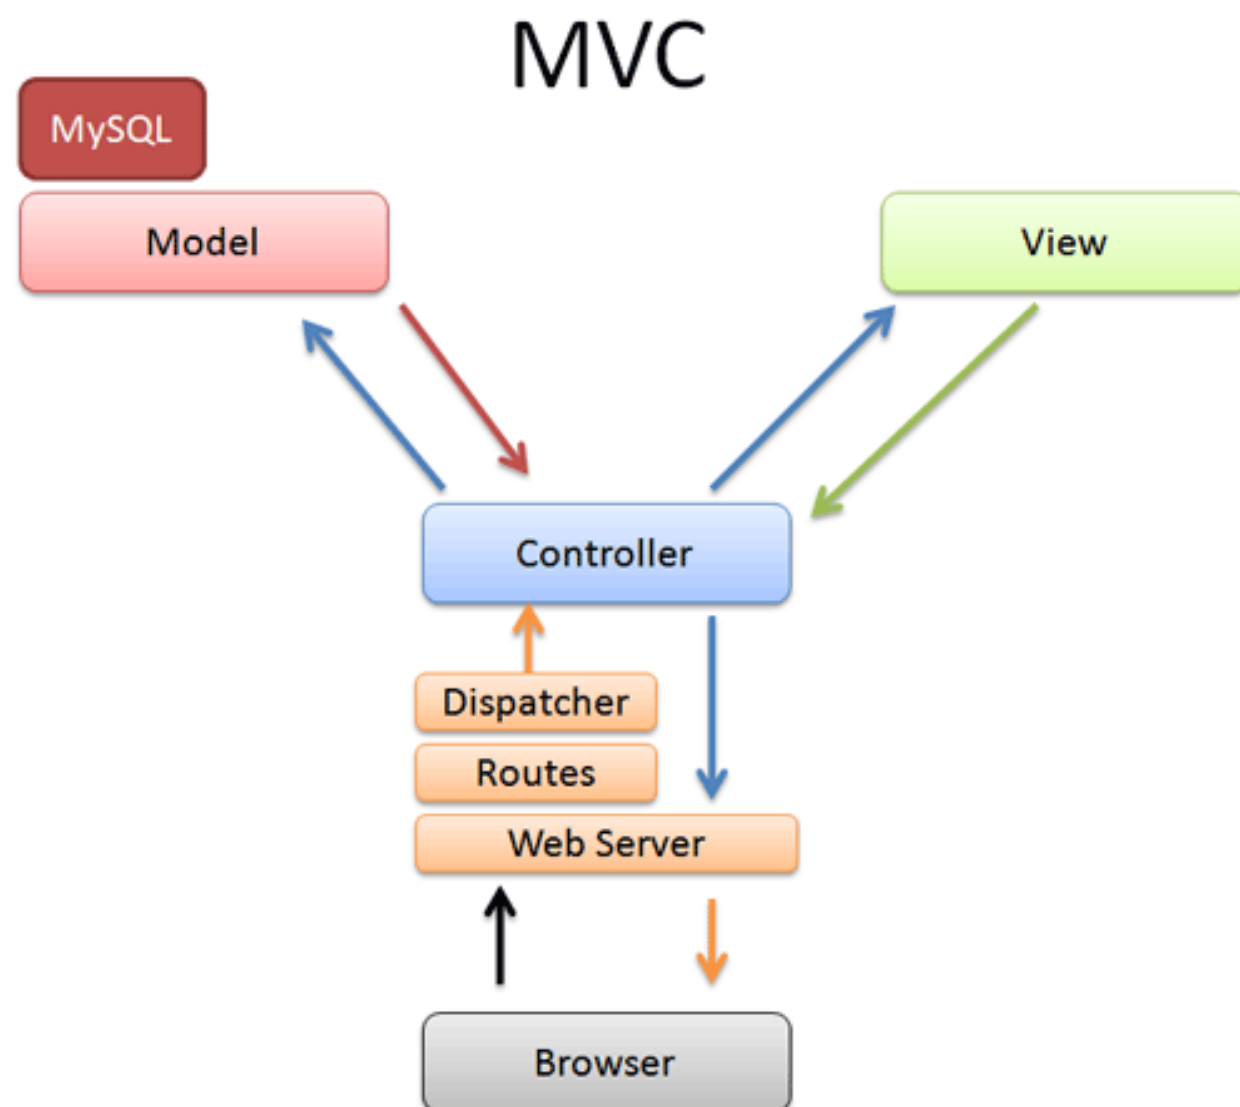 MVC
MySQL
Model
View
Controller
Dispatcher
Routes
Web Server
Browser